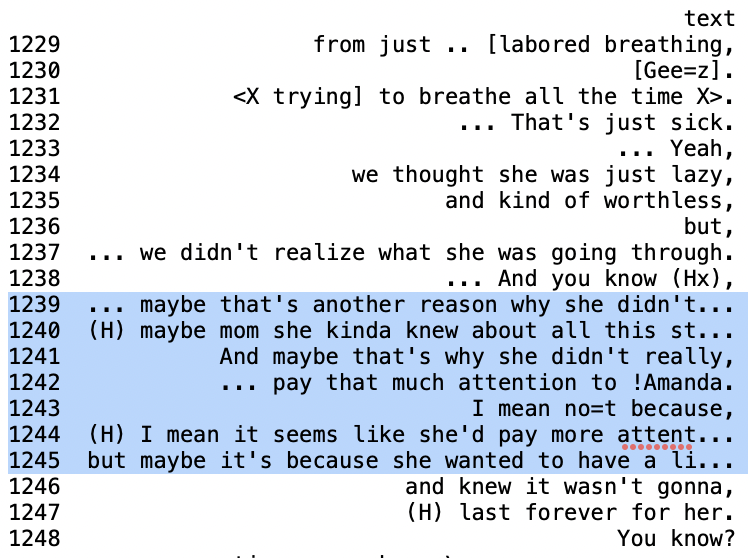 text
1229 from just .. [labored breathing,
1230 [Gee=z].
1231 <X trying] to breathe all the time X>.
1232 ... That's just sick.
1233 ... Yeah,
1234 we thought she was just lazy,
1235 and kind of worthless,
1236 but,
1237 ... we didn't realize what she was going through.
1238 ... And you know (Hx),
1239 ... maybe that's another reason why she didn't...
1240 (H) maybe mom she kinda knew about all this st...
1241 And maybe that's why she didn't really,
1242 ... pay that much attention to !Amanda.
1243 I mean no=t because,
1244 (H) I mean it seems like she'd pay more attent...
1245 but maybe it's because she wanted to have a li...
1246 and knew it wasn't gonna,
1247 (H) last forever for her.
1248 You know?